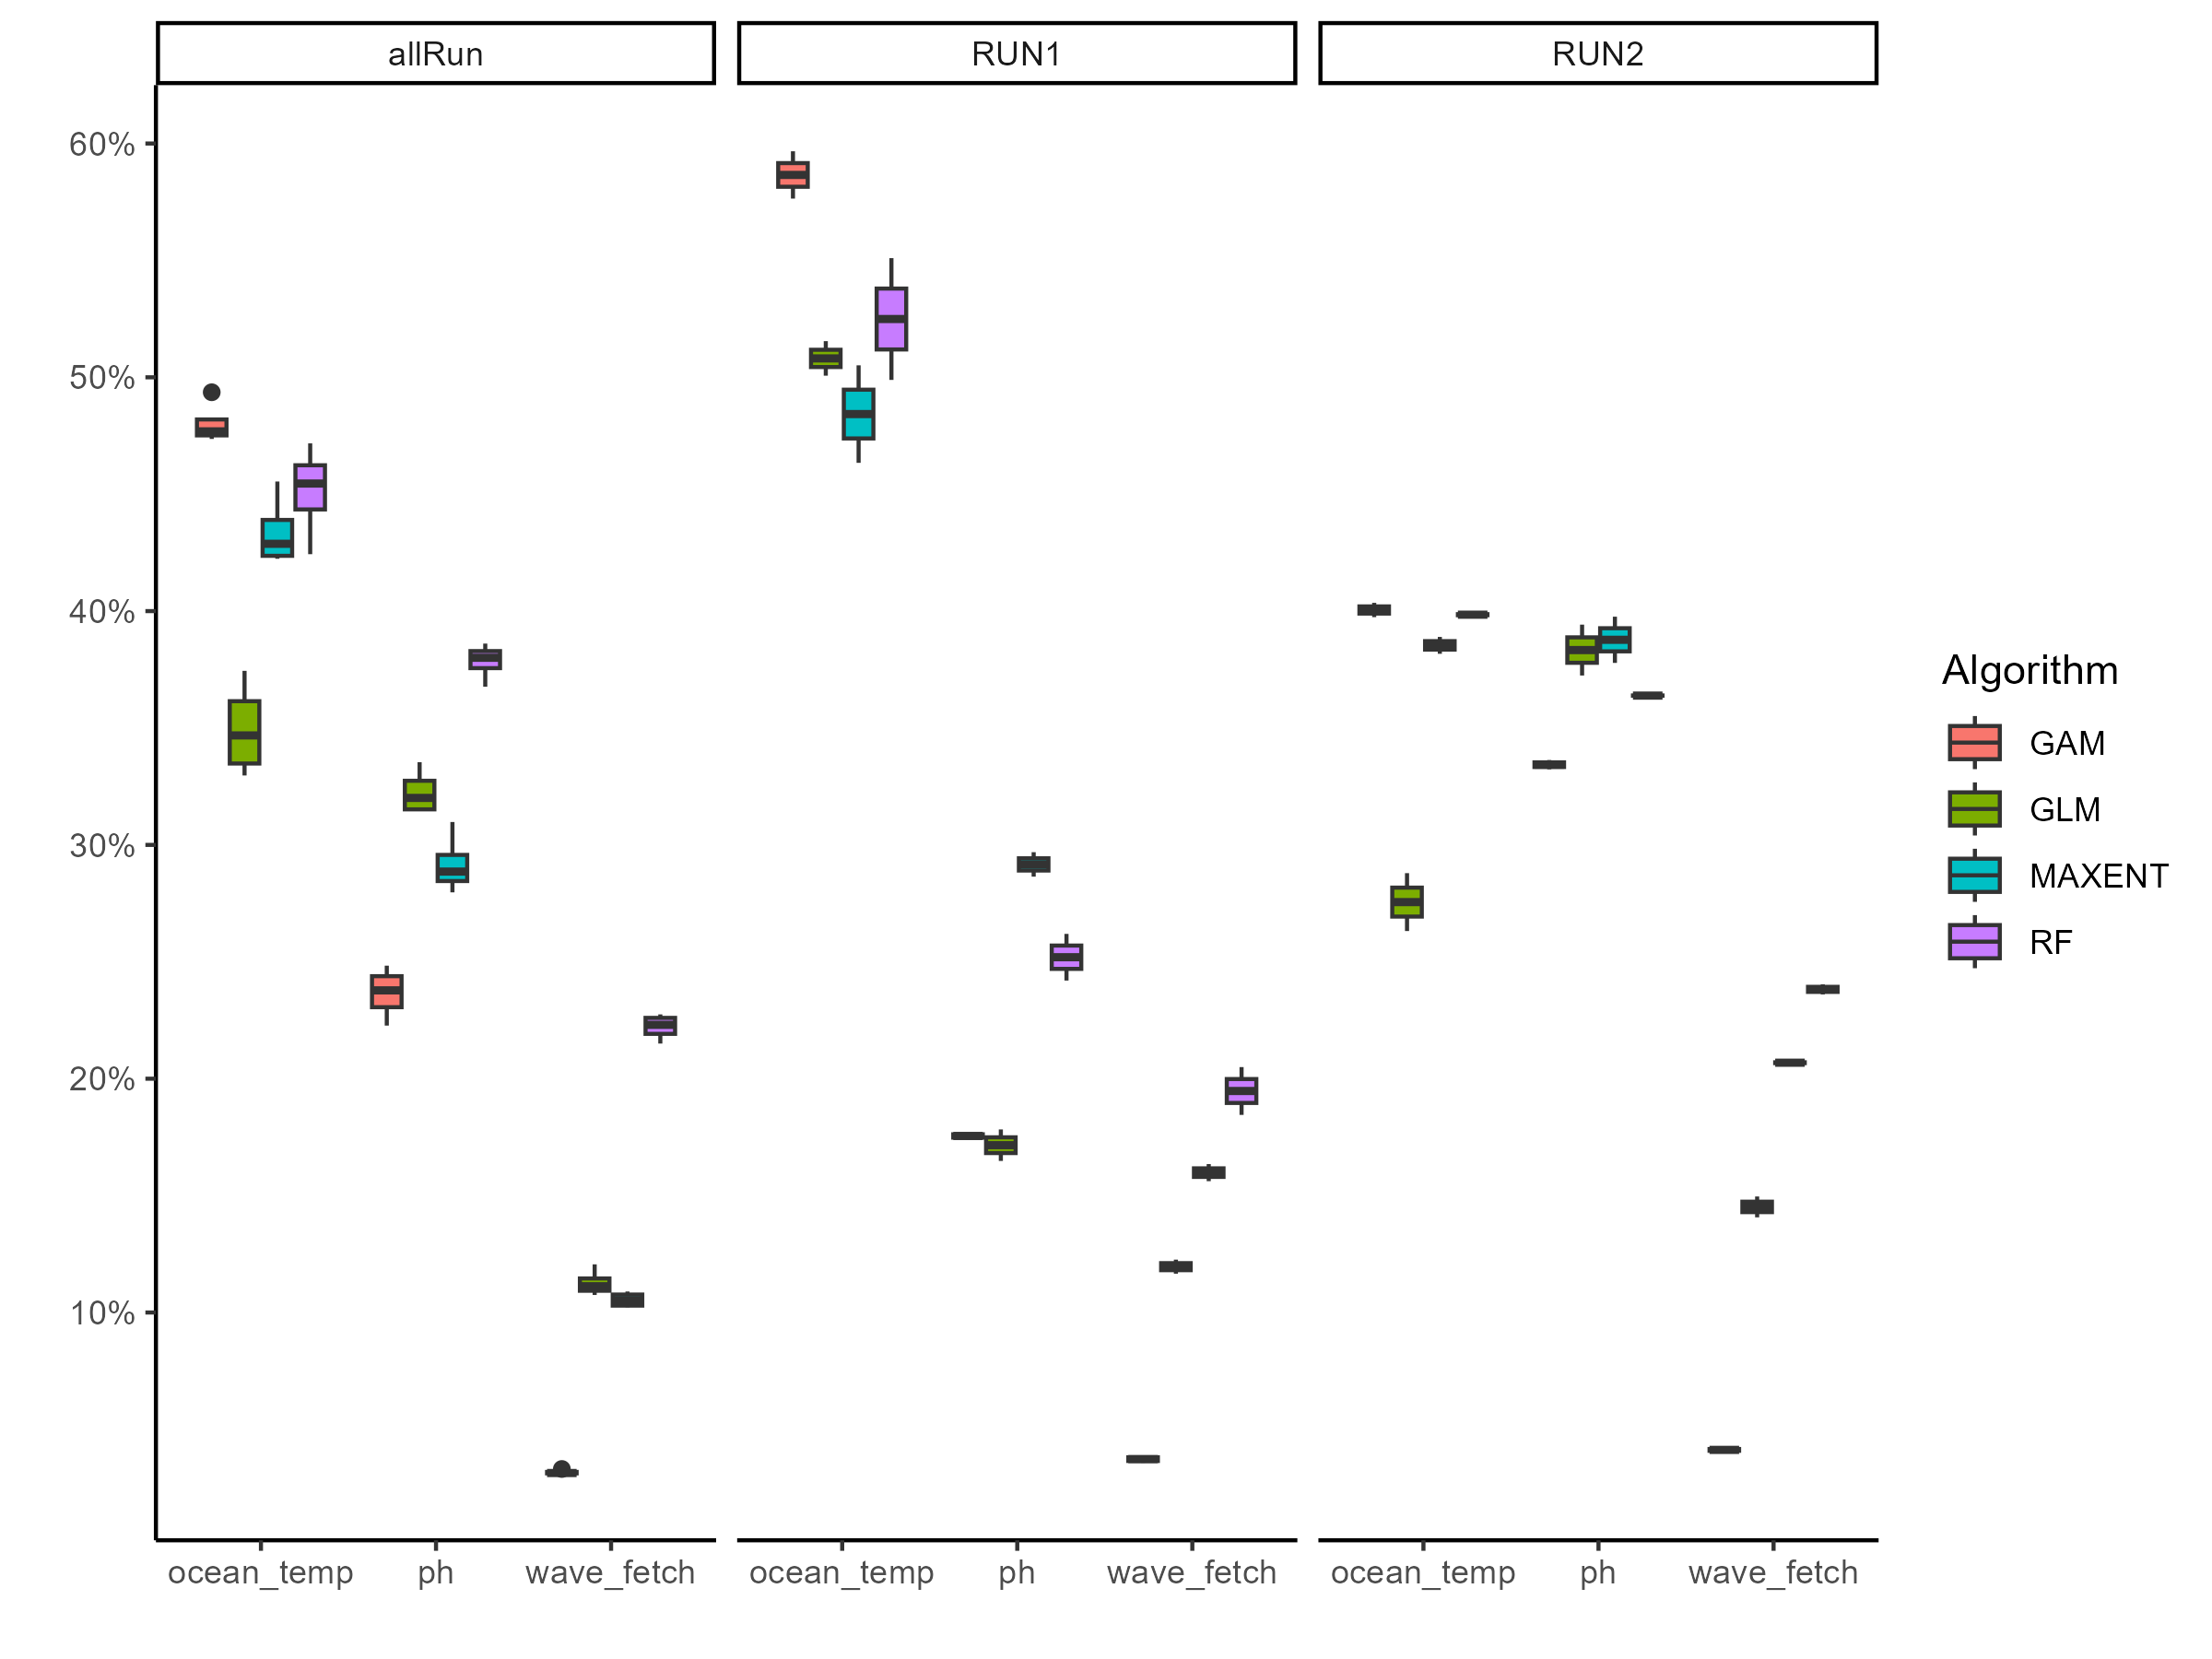 allRun RUN1 RUN2
60%
50%
40%
30%
20%
10%
ocean_temp ph wave_fetch ocean_temp ph wave_fetch ocean_temp ph wave_fetch
Algorithm
GAM
GLM
MAXENT
RF